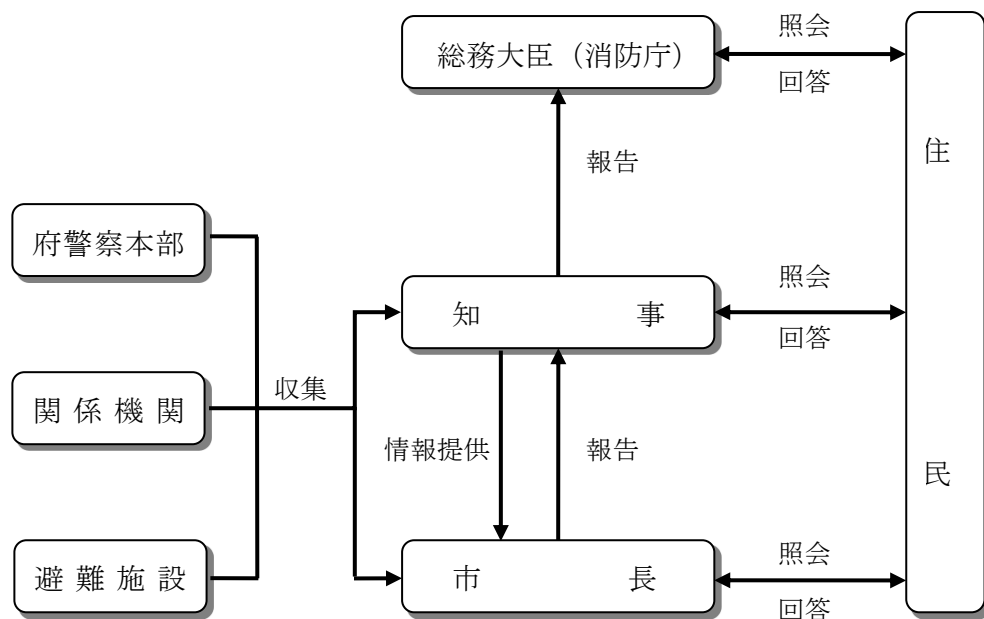 総務大臣（消防庁）
照会
回答
報告
府警察本部
関係機関
避難施設
収集
知事
照会
回答
情報提供
報告
市長
照会
回答
住民